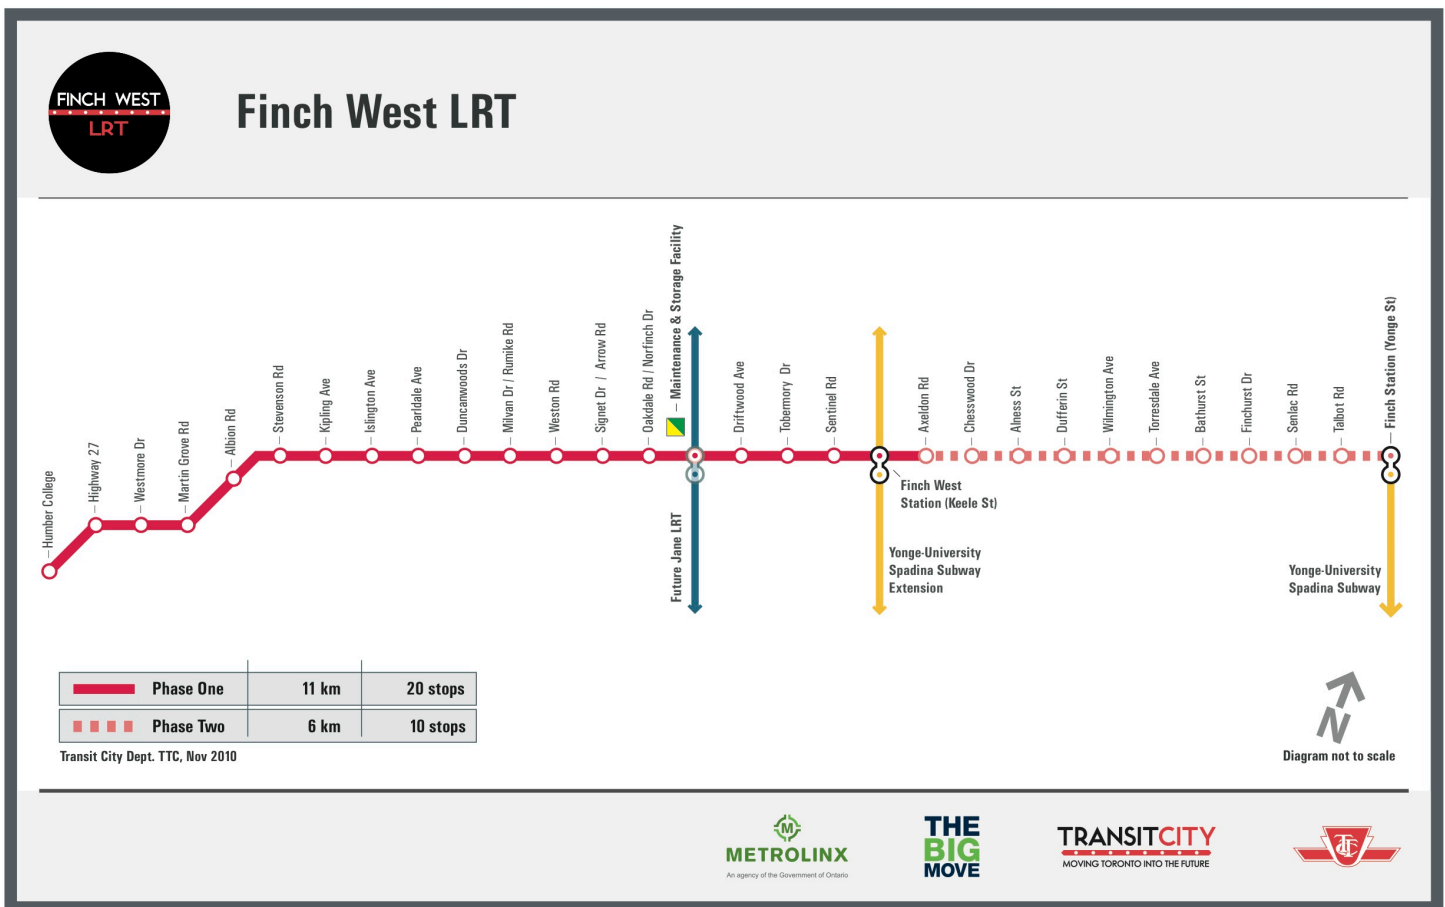 FINCH WEST
LRT
Finch West LRT
Humber College
Highway 27
Westmore Dr
Martin Grove Rd
Albion Rd
Stevenson Rd
Kipling Ave
Islington Ave
Pearldale Ave
Duncanwoods Dr
Milvan Dr / Rumike Rd
Weston Rd
Signet Dr / Arrow Rd
Oakdale Rd / Norfinch Dr
Maintenance & Storage Facility
Driftwood Ave
Tobermory Dr
Sentinel Rd
Axeldon Rd
Chesswood Dr
Alness St
Dufferin St
Wilmington Ave
Torresdale Ave
Bathurst St
Finchurst Dr
Senlac Rd
Talbot Rd
Finch Station (Yonge St)
Finch West
Station (Keele St)
Future Jane LRT
Yonge-University
Spadina Subway
Extension
Yonge-University
Spadina Subway
Phase One 11 km 20 stops
Phase Two 6 km 10 stops
Transit City Dept. TTC, Nov 2010
N
Diagram not to scale
M
METROLINX
An agency of the Government of Ontario
THE
BIG
MOVE
TRANSITCITY
MOVING TORONTO INTO THE FUTURE
TTC